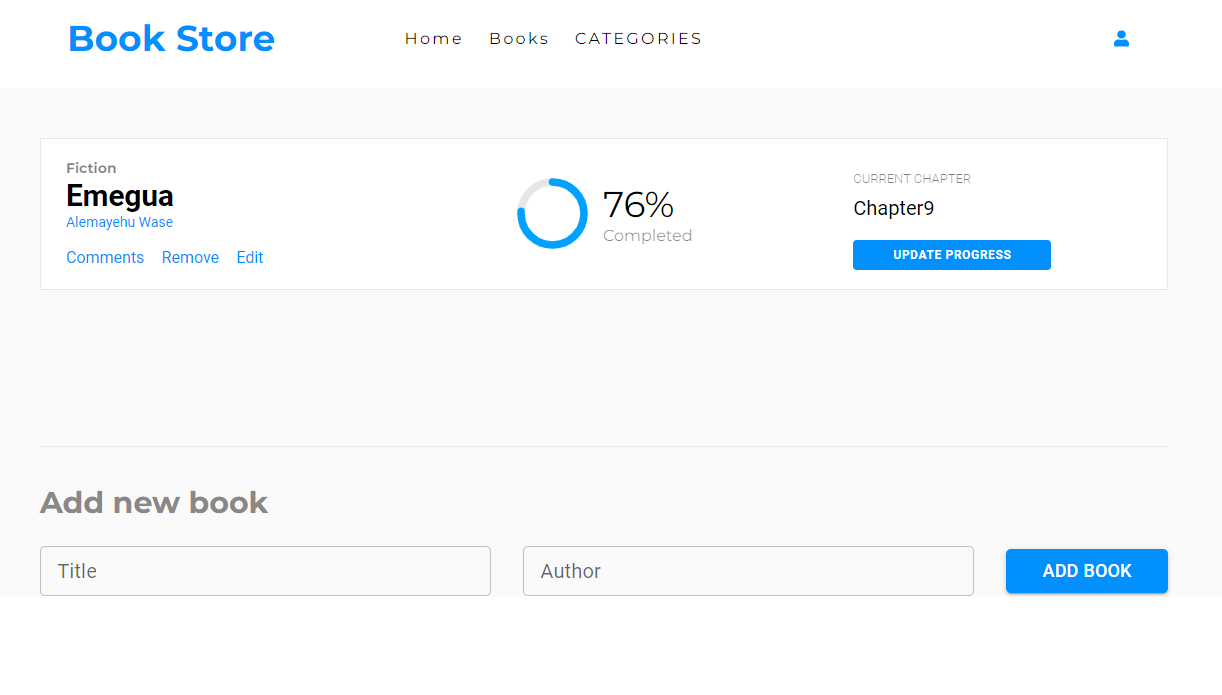 Book Store
Home Books CATEGORIES
Fiction
Emegua
Alemayehu Wase
Comments Remove Edit
76%
Completed
CURRENT CHAPTER
Chapter9
UPDATE PROGRESS
Add new book
Title
Author
ADD BOOK